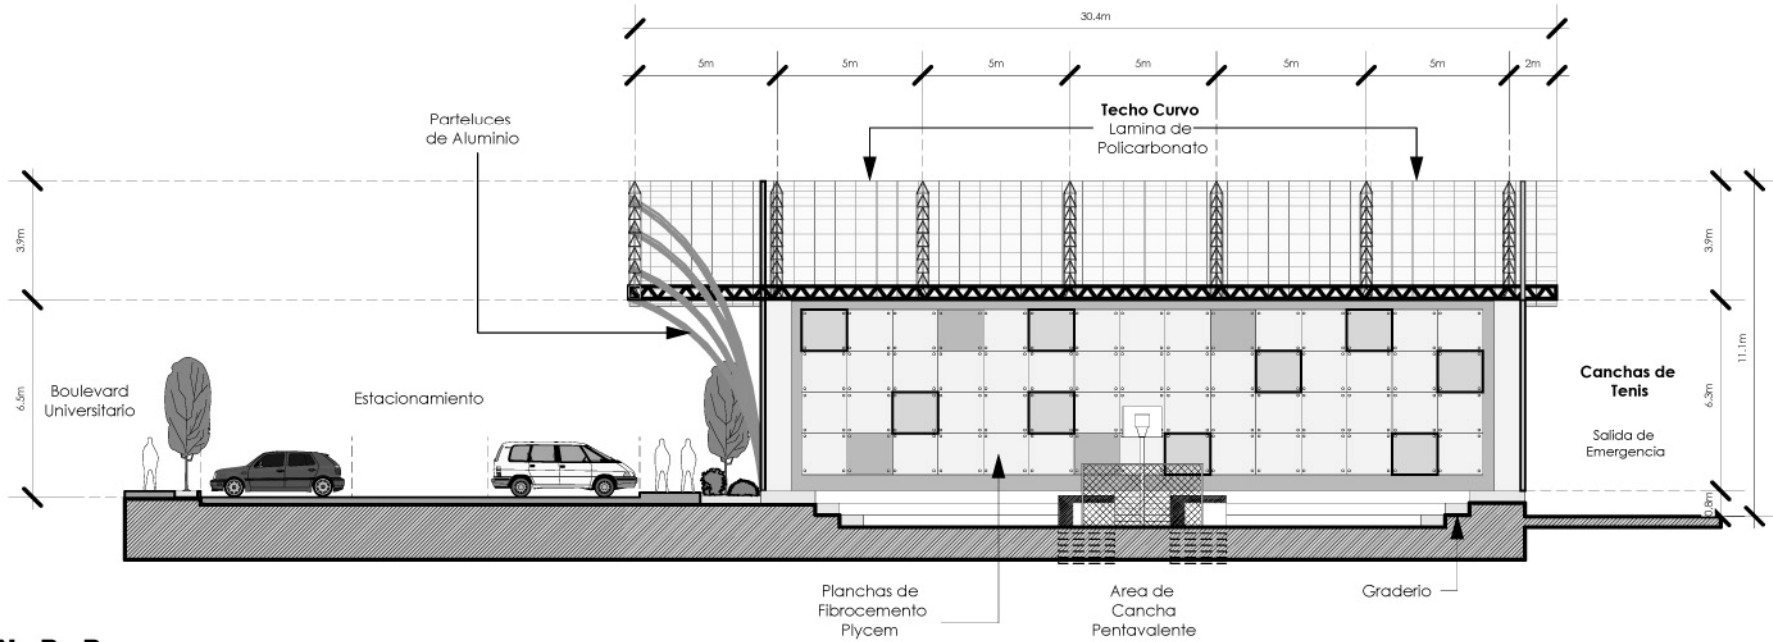 30.4m
5m
5m
5m
5m
5m
5m
2m
Parteluces
de Aluminio
Techo Curvo
Lamina de
Policarbonato
3.9m
3.9m
6.5m
11.1m
6.3m
0.8m
Boulevard
Universitario
Estacionamiento
Canchas de
Tenis
Salida de
Emergencia
Planchas de
Fibrocemento
Plycem
Area de
Cancha
Pentavalente
Graderio